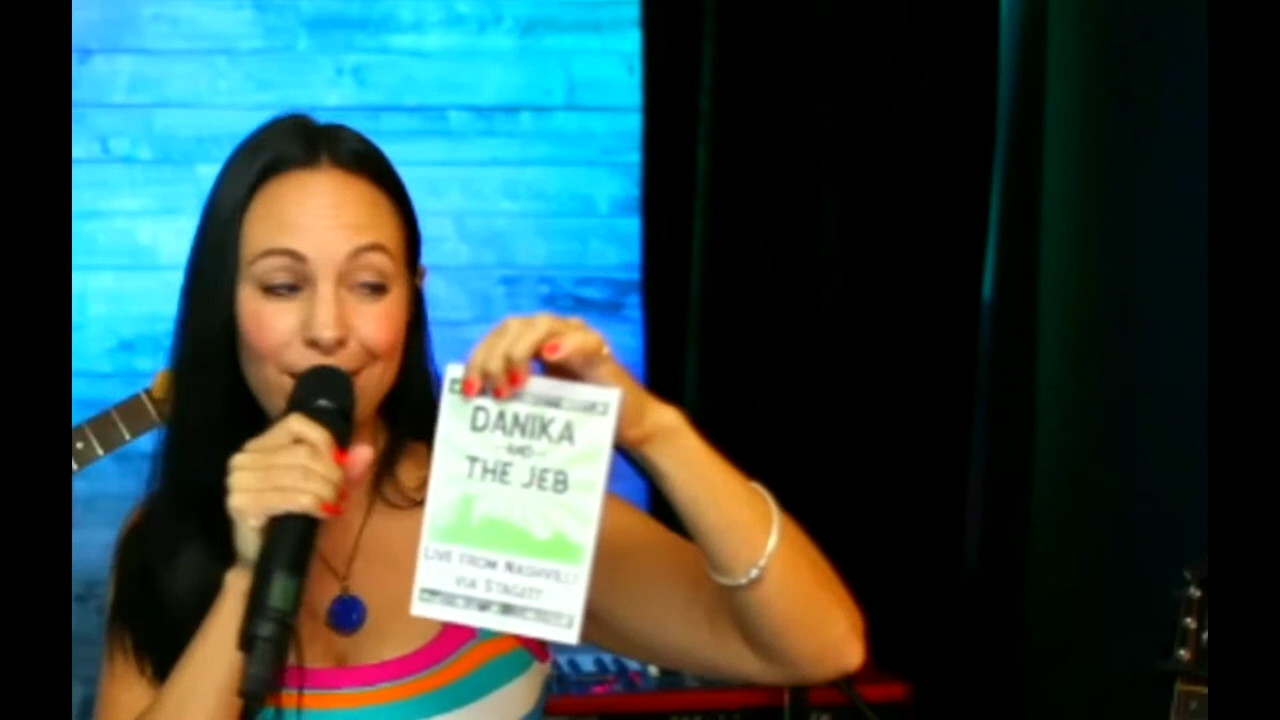 DANIKA
AND
THE JEB
LIVE FROM NASHVILLE
VIA STAGEIT